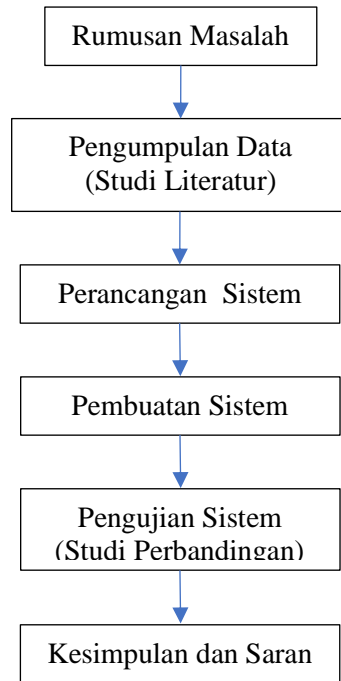 Rumusan Masalah
Pengumpulan Data
(Studi Literatur)
Perancangan Sistem
Pembuatan Sistem
Pengujian Sistem
(Studi Perbandingan)
Kesimpulan dan Saran